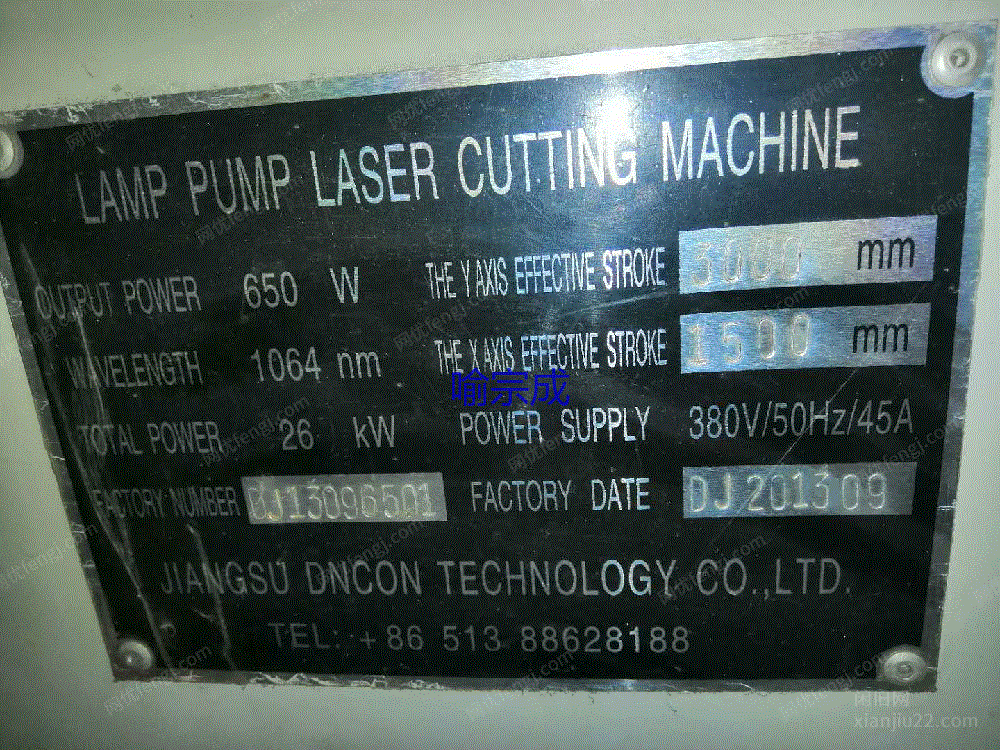 LAMP PUMP LASER CUTTING MACHINE
OUTPUT POWER 650 W THE Y AXIS EFFECTIVE STROKE 3000 mm
WAVELENGTH 1064 nm THE X AXIS EFFECTIVE STROKE 1500 mm
喻宗成
TOTAL POWER 26 kW POWER SUPPLY 380V/50Hz/45A
FACTORY NUMBER DJ13096501 FACTORY DATE DJ201309
JIANGSU DNCON TECHNOLOGY CO.,LTD.
TEL: +86 513 88628188
xianjiu22.com